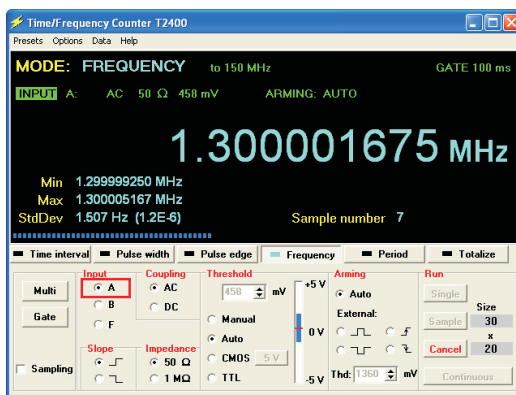 Time/Frequency Counter T2400
Presets Options Data Help
MODE: FREQUENCY to 150 MHz GATE 100 ms
INPUT A: AC 50 Ω 458 mV ARMING: AUTO
1.300001675 MHz
Min 1.299999250 MHz
Max 1.300005167 MHz
StdDev 1.507 Hz (1.2E-6) Sample number 7
Time interval Pulse width Pulse edge Frequency Period Totalize
Input Coupling Threshold Arming Run
Multi A AC 458 mV +5 V Auto Single
B DC External: Size
Gate F Manual 0 V Sample 30
Auto x
Slope Impedance Cancel 20
Sampling 50 Ω CMOS 5 V
1 MΩ TTL -5 V Thd: 1360 mV Continuous